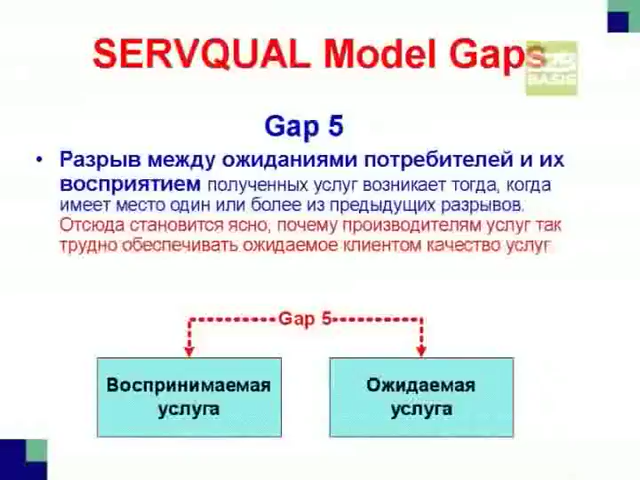 SERVQUAL Model Gaps
BASIS
Gap 5
• Разрыв между ожиданиями потребителей и их
восприятием полученных услуг возникает тогда, когда
имеет место один или более из предыдущих разрывов.
Отсюда становится ясно, почему производителям услуг так
трудно обеспечивать ожидаемое клиентом качество услуг
Gap 5
Воспринимаемая
услуга
Ожидаемая
услуга